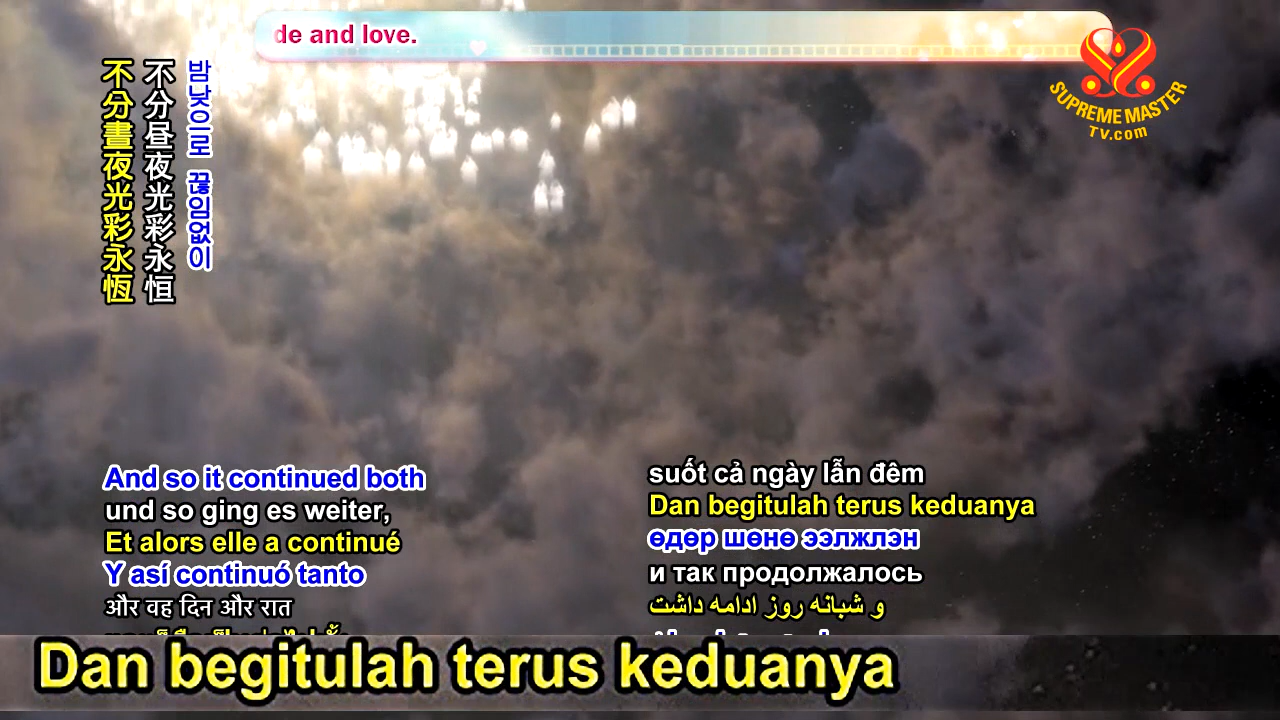 de and love.
SUPREME MASTER
TV.com
밤낮으로 끊임없이
不分昼夜光彩永恒
不分晝夜光彩永恆
And so it continued both
und so ging es weiter,
Et alors elle a continué
Y así continuó tanto
और वह दिन और रात
suốt cả ngày lẫn đêm
Dan begitulah terus keduanya
өдөр шөнө ээлжлэн
и так продолжалось
و شبانه روز ادامه داشت
Dan begitulah terus keduanya